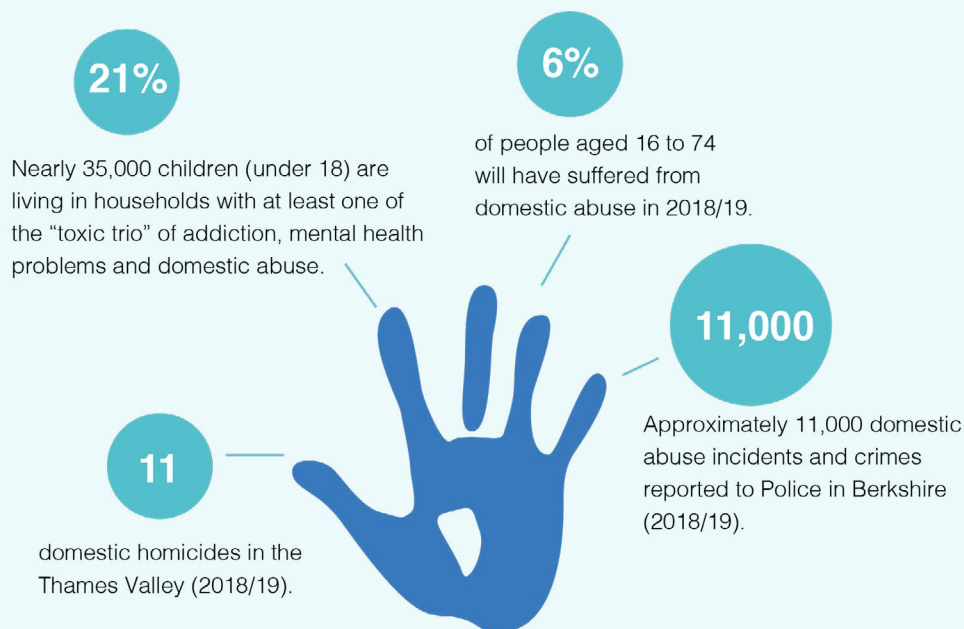 21%
Nearly 35,000 children (under 18) are
living in households with at least one of
the “toxic trio” of addiction, mental health
problems and domestic abuse.
6%
of people aged 16 to 74
will have suffered from
domestic abuse in 2018/19.
11,000
Approximately 11,000 domestic
abuse incidents and crimes
reported to Police in Berkshire
(2018/19).
11
domestic homicides in the
Thames Valley (2018/19).